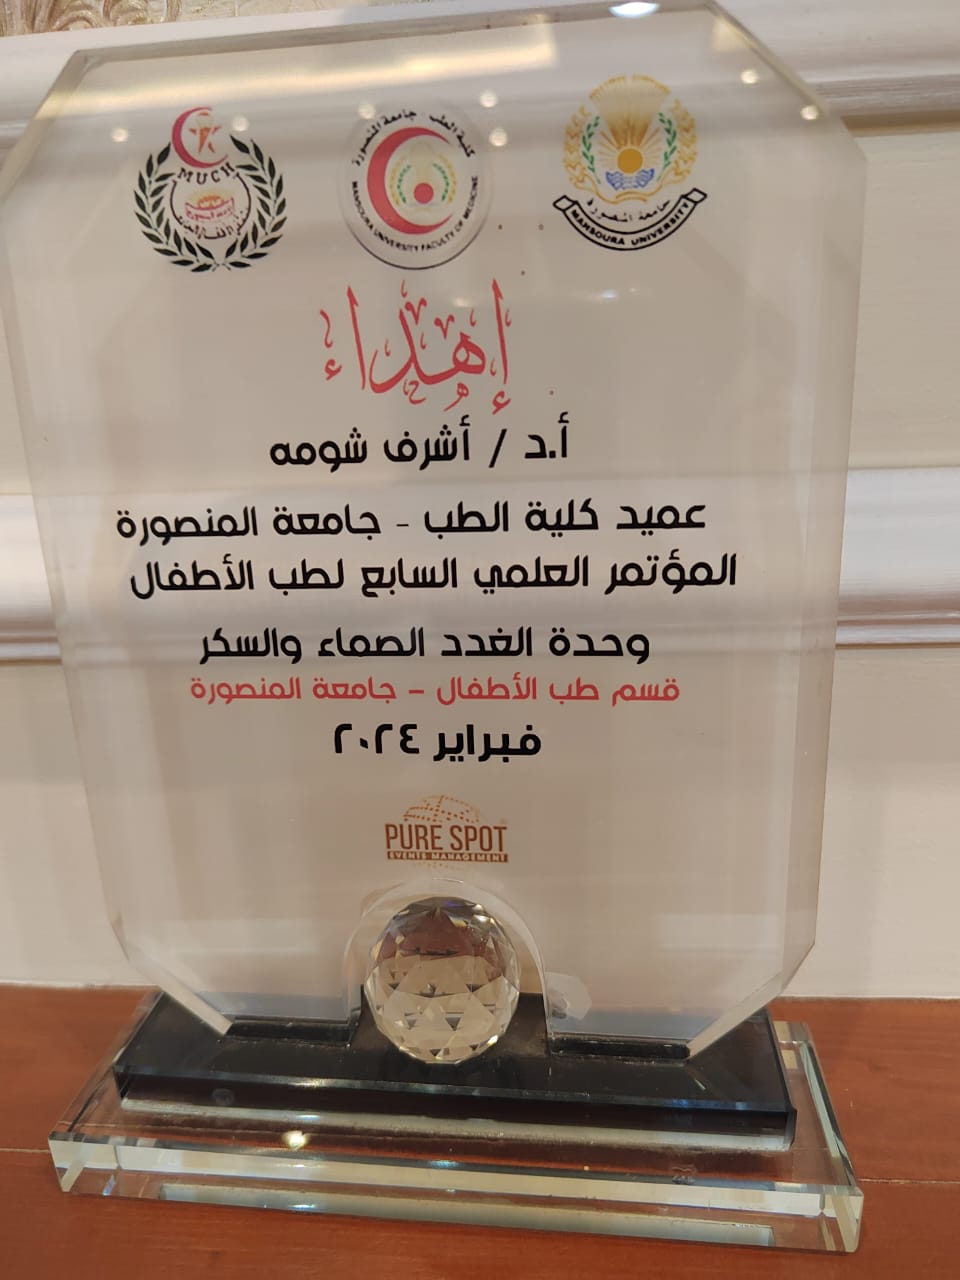 MUCH
كلية الطب - جامعة المنصورة
MANSOURA UNIVERSITY FACULTY OF MEDICINE
جامعة المنصورة
MANSOURA UNIVERSITY
إهداء
أ.د / أشرف شومه
عميد كلية الطب - جامعة المنصورة
المؤتمر العلمي السابع لطب الأطفال
وحدة الغدد الصماء والسكر
قسم طب الأطفال - جامعة المنصورة
فبراير ٢٠٢٤
PURE SPOT
EVENTS MANAGEMENT